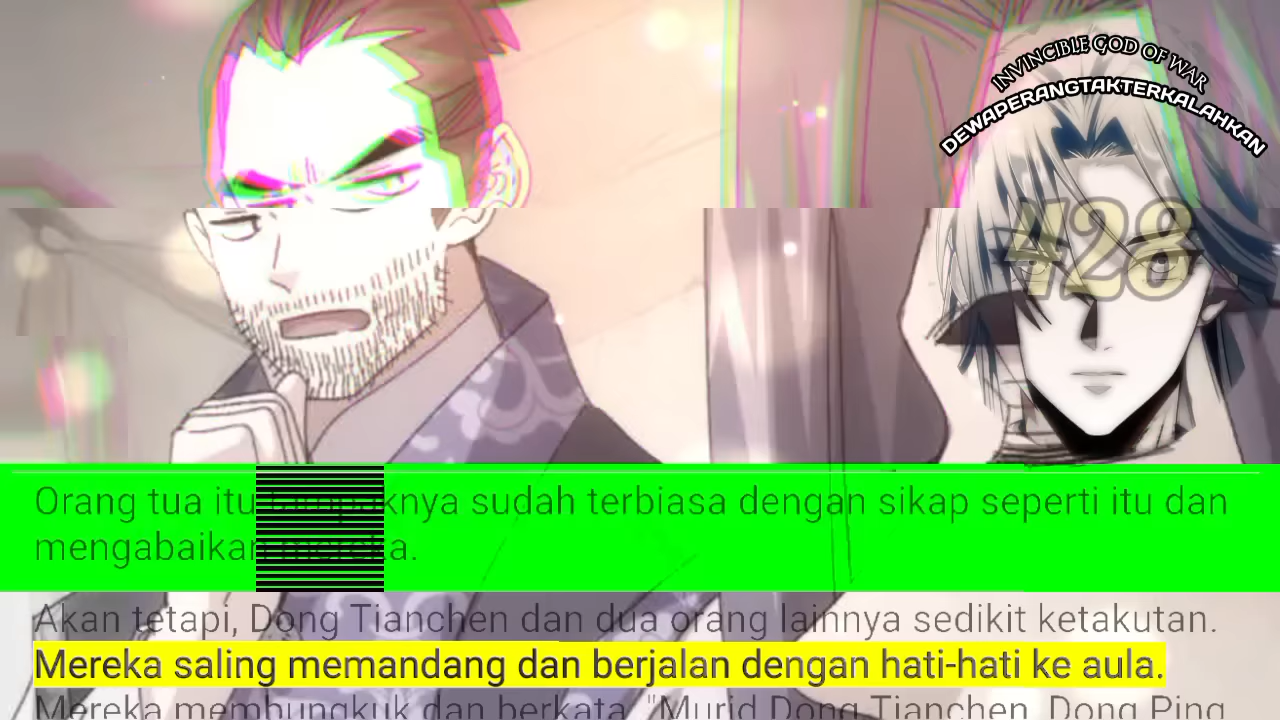 INVINCIBLE GOD OF WAR
DEWAPERANGTAKTERKALAHKAN
428
Orang tua itu tampaknya sudah terbiasa dengan sikap seperti itu dan
mengabaikan mereka.
Akan tetapi, Dong Tianchen dan dua orang lainnya sedikit ketakutan.
Mereka saling memandang dan berjalan dengan hati-hati ke aula.
Mereka membungkuk dan berkata, "Murid Dong Tianchen, Dong Ping